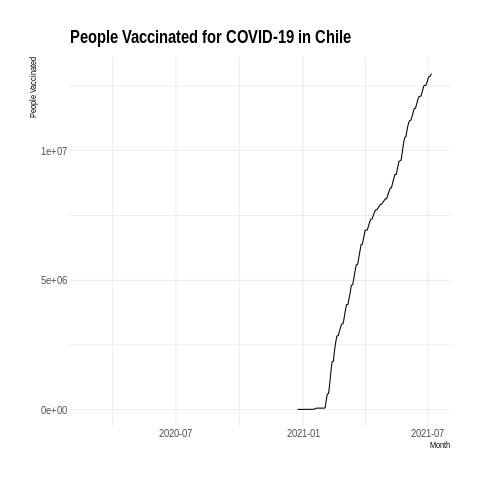 People Vaccinated for COVID-19 in Chile
People Vaccinated
1e+07
5e+06
0e+00
2020-07
2021-01
2021-07
Month